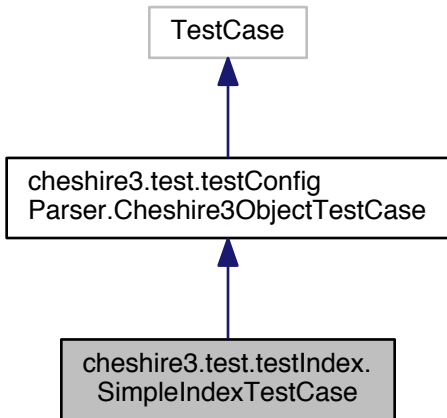 TestCase
cheshire3.test.testConfig
Parser.Cheshire3ObjectTestCase
cheshire3.test.testIndex.
SimpleIndexTestCase